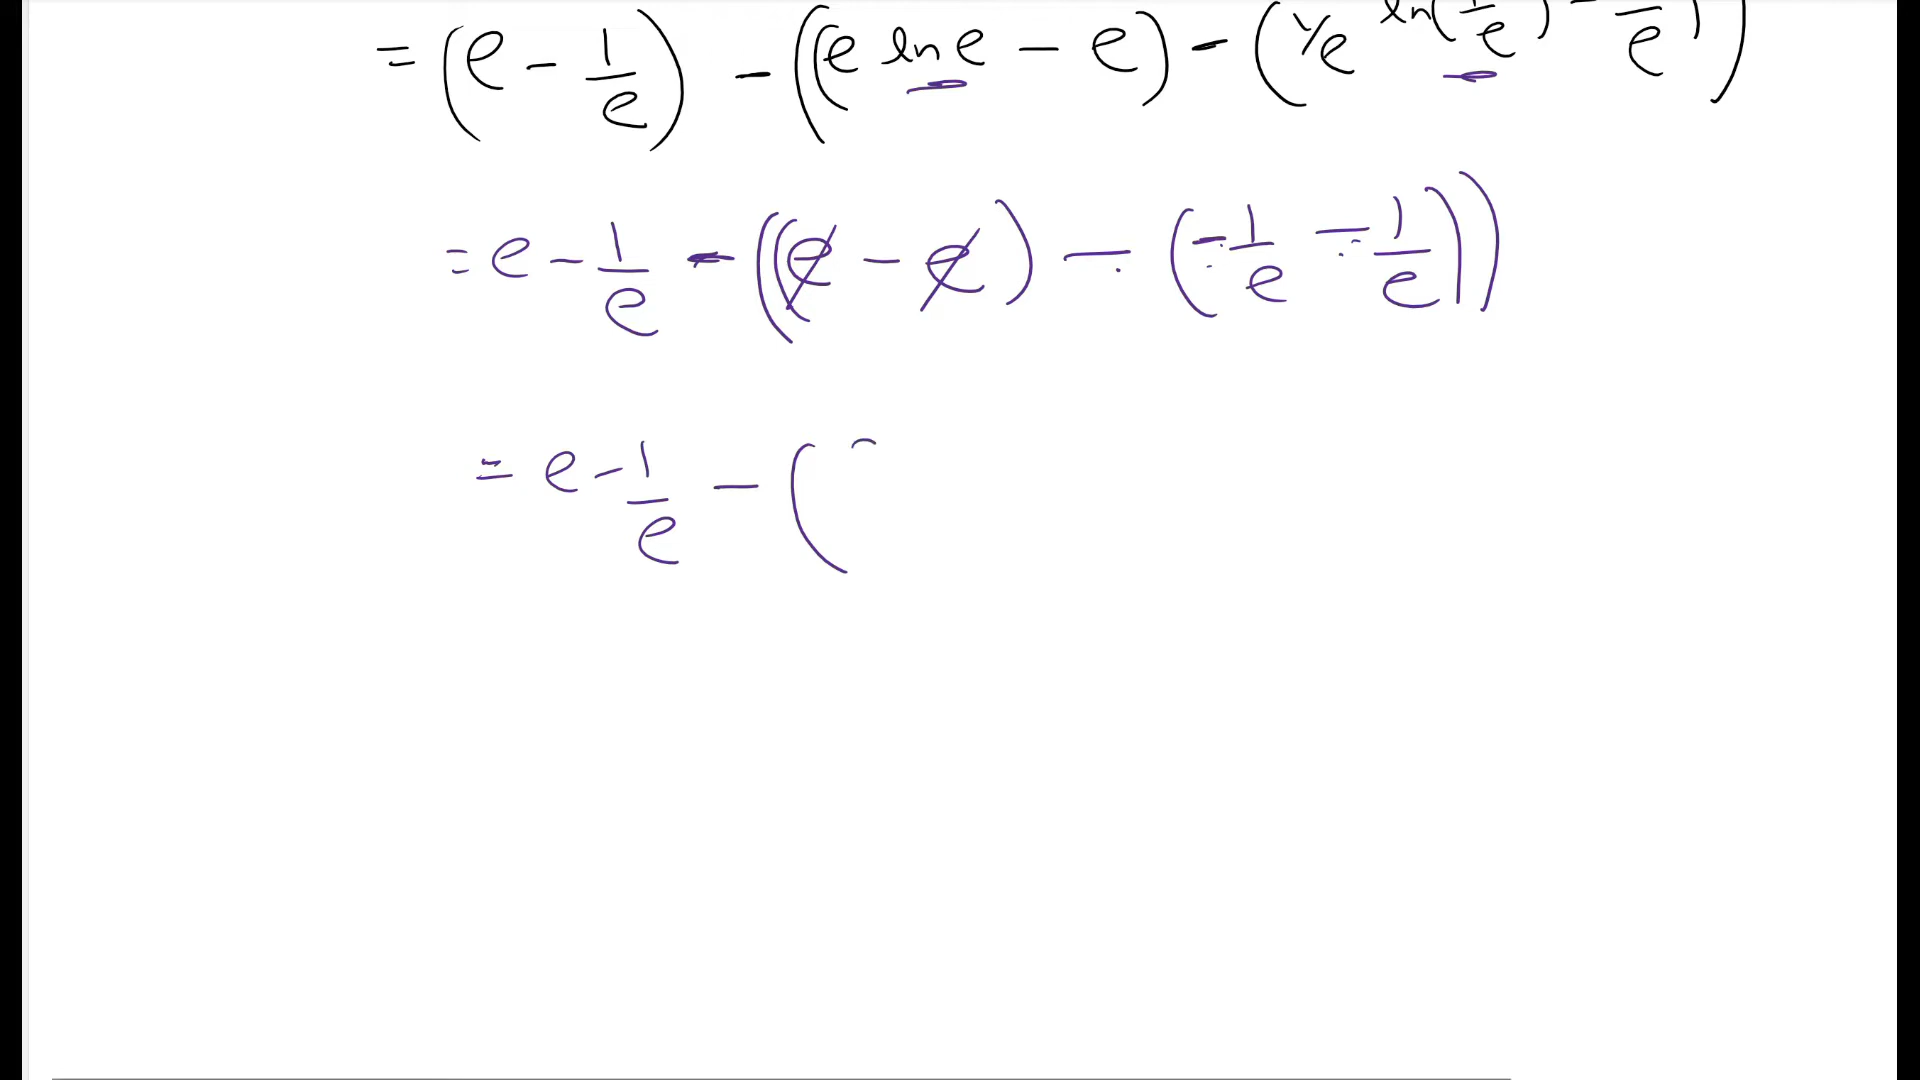 = (e - 1/e) - ((e ln e - e) - (1/e ln(1/e) - 1/e))
= e - 1/e - ((e - e) - (-1/e - 1/e))
= e - 1/e - (